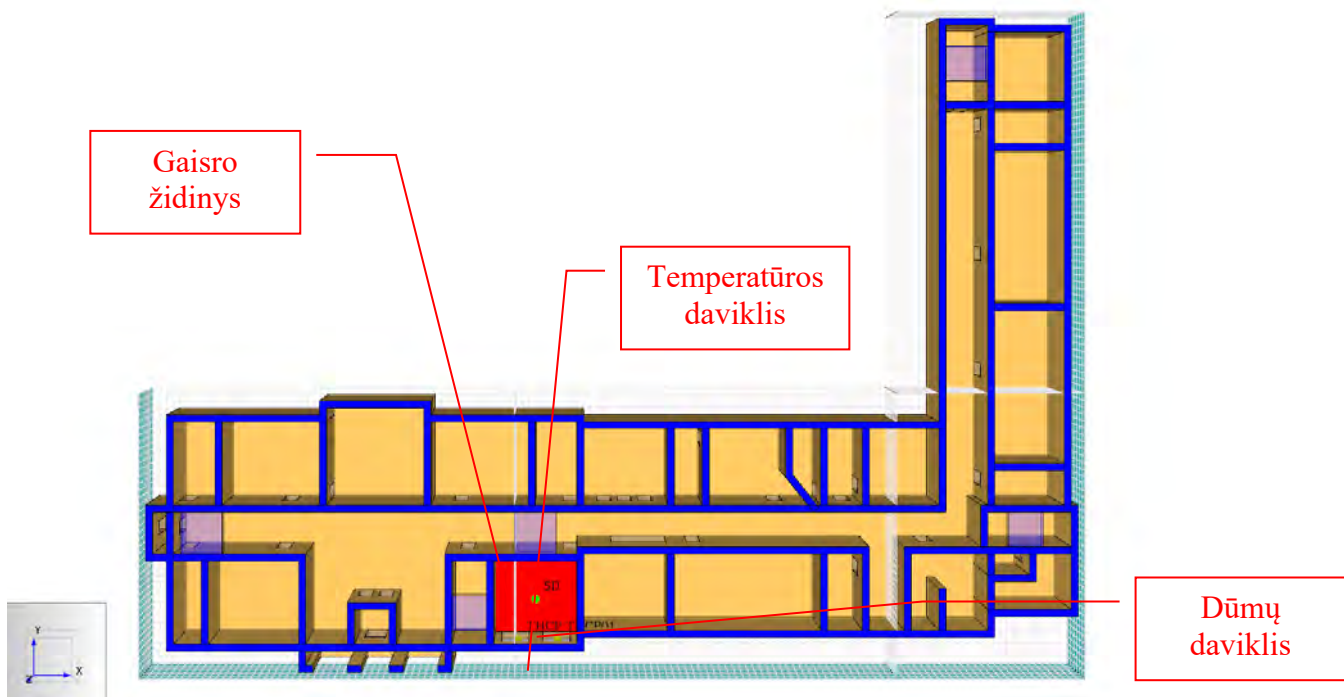 Gaisro
židinys
Temperatūros
daviklis
SD
Dūmų
daviklis
Y
X
Z